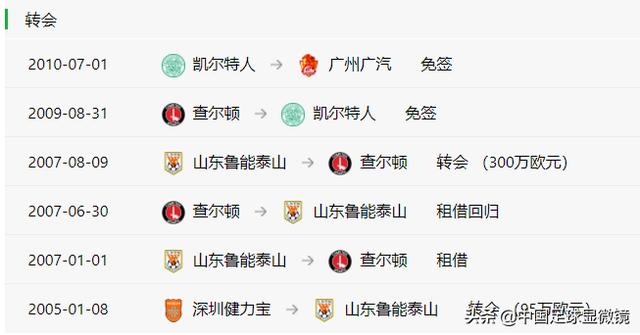 转会
2010-07-01 凯尔特人 → 广州广汽 免签
2009-08-31 查尔顿 → 凯尔特人 免签
2007-08-09 山东鲁能泰山 → 查尔顿 转会 (300万欧元)
2007-06-30 查尔顿 → 山东鲁能泰山 租借回归
2007-01-01 山东鲁能泰山 → 查尔顿 租借
2005-01-08 深圳健力宝 → 山东鲁能泰山 转会 (95万欧元)
头条@中国足球显微镜